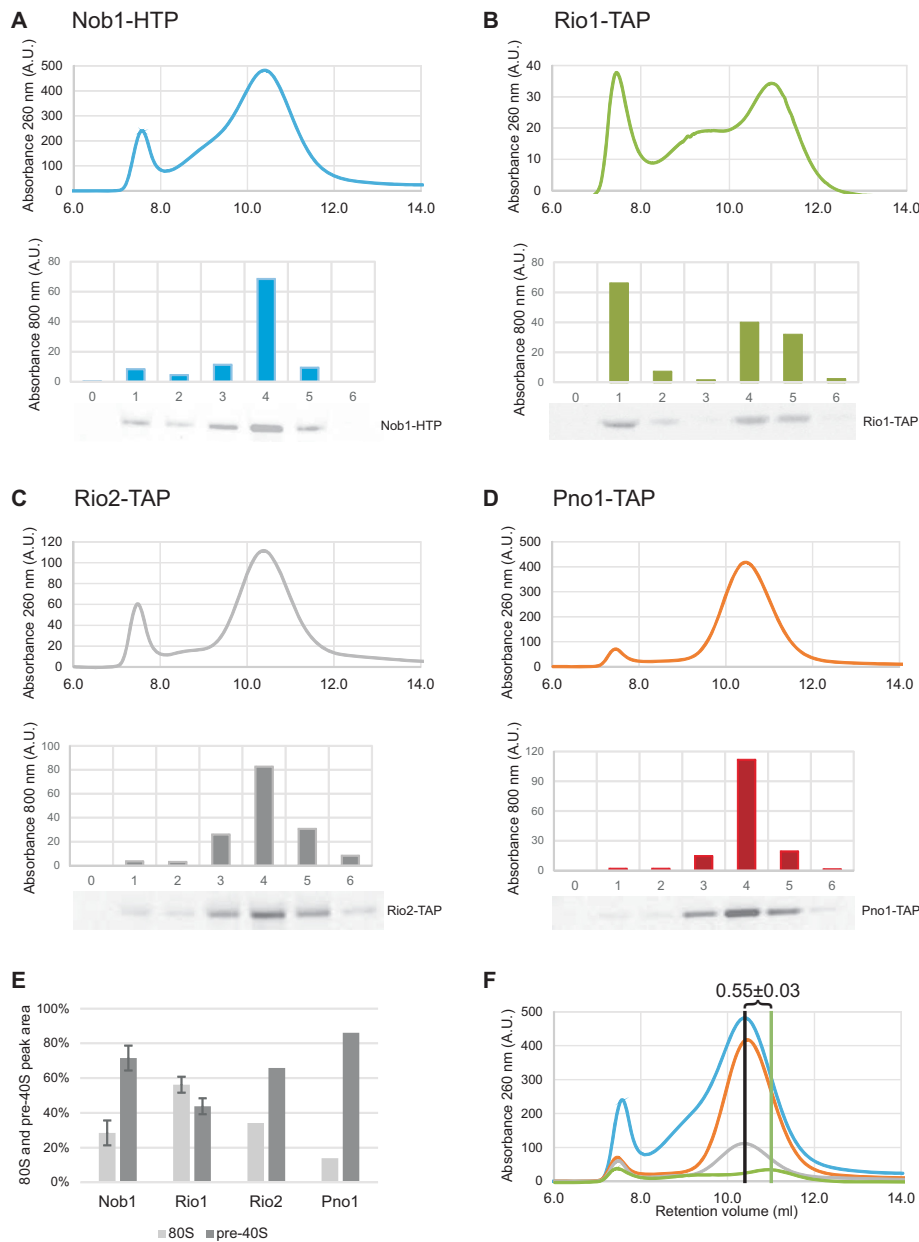 A Nob1-HTP
Absorbance 260 nm (A.U.)
500
400
300
200
100
0
6.0 8.0 10.0 12.0 14.0
Absorbance 800 nm (A.U.)
80
60
40
20
0
0 1 2 3 4 5 6
Nob1-HTP
B Rio1-TAP
Absorbance 260 nm (A.U.)
40
30
20
10
0
6.0 8.0 10.0 12.0 14.0
Absorbance 800 nm (A.U.)
80
60
40
20
0
0 1 2 3 4 5 6
Rio1-TAP
C Rio2-TAP
Absorbance 260 nm (A.U.)
120
100
80
60
40
20
0
6.0 8.0 10.0 12.0 14.0
Absorbance 800 nm (A.U.)
100
80
60
40
20
0
0 1 2 3 4 5 6
Rio2-TAP
D Pno1-TAP
Absorbance 260 nm (A.U.)
500
400
300
200
100
0
6.0 8.0 10.0 12.0 14.0
Absorbance 800 nm (A.U.)
120
90
60
30
0
0 1 2 3 4 5 6
Pno1-TAP
E
80S and pre-40S peak area
100%
80%
60%
40%
20%
0%
Nob1 Rio1 Rio2 Pno1
80S pre-40S
F
0.55±0.03
Absorbance 260 nm (A.U.)
500
400
300
200
100
0
6.0 8.0 10.0 12.0 14.0
Retention volume (ml)